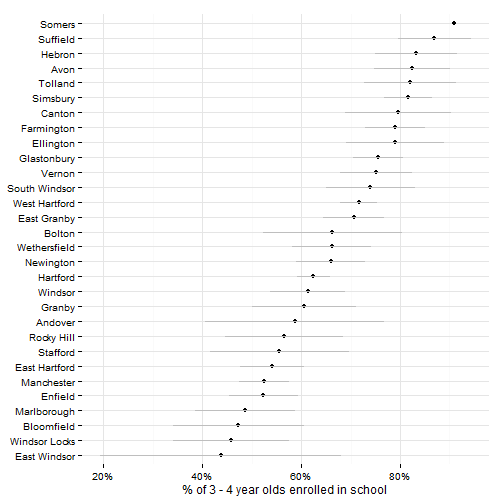 Somers
Suffield
Hebron
Avon
Tolland
Simsbury
Canton
Farmington
Ellington
Glastonbury
Vernon
South Windsor
West Hartford
East Granby
Bolton
Wethersfield
Newington
Hartford
Windsor
Granby
Andover
Rocky Hill
Stafford
East Hartford
Manchester
Enfield
Marlborough
Bloomfield
Windsor Locks
East Windsor
20% 40% 60% 80%
% of 3 - 4 year olds enrolled in school